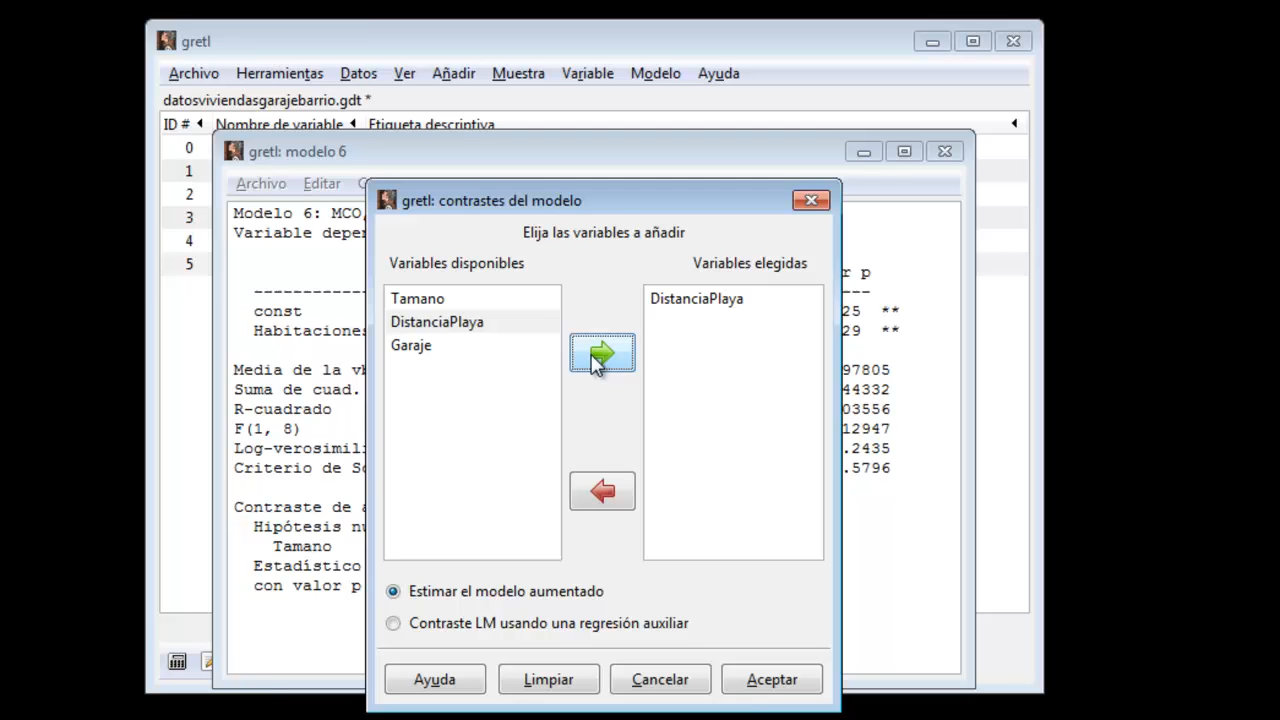 gretl
Archivo Herramientas Datos Ver Añadir Muestra Variable Modelo Ayuda
datosviviendasgarajebarrio.gdt *
ID # Nombre de variable Etiqueta descriptiva
0
1
2
3
4
5
gretl: modelo 6
Archivo Editar
Modelo 6: MCO,
Variable deper
r p
const 25 **
Habitaciones 29 **
Media de la vb 97805
Suma de cuad. 44332
R-cuadrado 03556
F(1, 8) 12947
Log-verosimili .2435
Criterio de Sc .5796
Contraste de
Hipótesis nu
Tamano
Estadístico
con valor p
gretl: contrastes del modelo
Elija las variables a añadir
Variables disponibles Variables elegidas
Tamano
DistanciaPlaya
Garaje
DistanciaPlaya
Estimar el modelo aumentado
Contraste LM usando una regresión auxiliar
Ayuda Limpiar Cancelar Aceptar